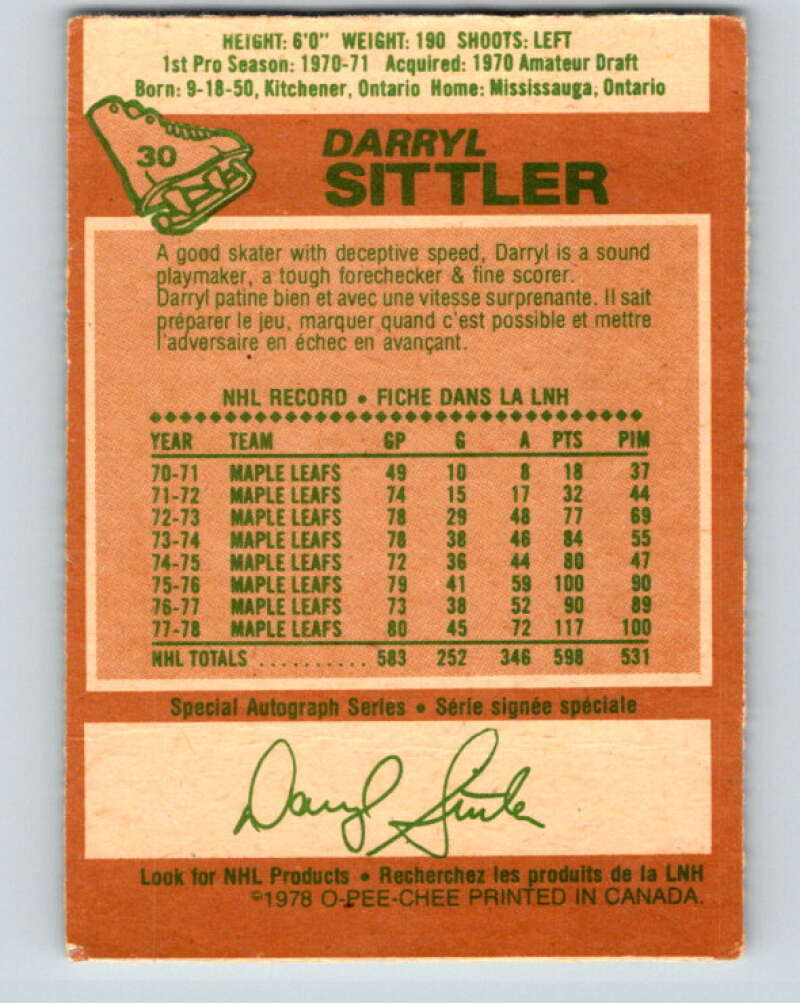 HEIGHT: 6'0" WEIGHT: 190 SHOOTS: LEFT
1st Pro Season: 1970-71 Acquired: 1970 Amateur Draft
Born: 9-18-50, Kitchener, Ontario Home: Mississauga, Ontario
30
DARRYL
SITTLER
A good skater with deceptive speed, Darryl is a sound
playmaker, a tough forechecker & fine scorer.
Darryl patine bien et avec une vitesse surprenante. Il sait
préparer le jeu, marquer quand c'est possible et mettre
l'adversaire en échec en avançant.
NHL RECORD • FICHE DANS LA LNH
YEAR TEAM GP G A PTS PIM
70-71 MAPLE LEAFS 49 10 8 18 37
71-72 MAPLE LEAFS 74 15 17 32 44
72-73 MAPLE LEAFS 78 29 48 77 69
73-74 MAPLE LEAFS 78 38 46 84 55
74-75 MAPLE LEAFS 72 36 44 80 47
75-76 MAPLE LEAFS 79 41 59 100 90
76-77 MAPLE LEAFS 73 38 52 90 89
77-78 MAPLE LEAFS 80 45 72 117 100
NHL TOTALS .......... 583 252 346 598 531
Special Autograph Series • Série signée spéciale
Darryl Sittler
Look for NHL Products • Recherchez les produits de la LNH
©1978 O-PEE-CHEE PRINTED IN CANADA.